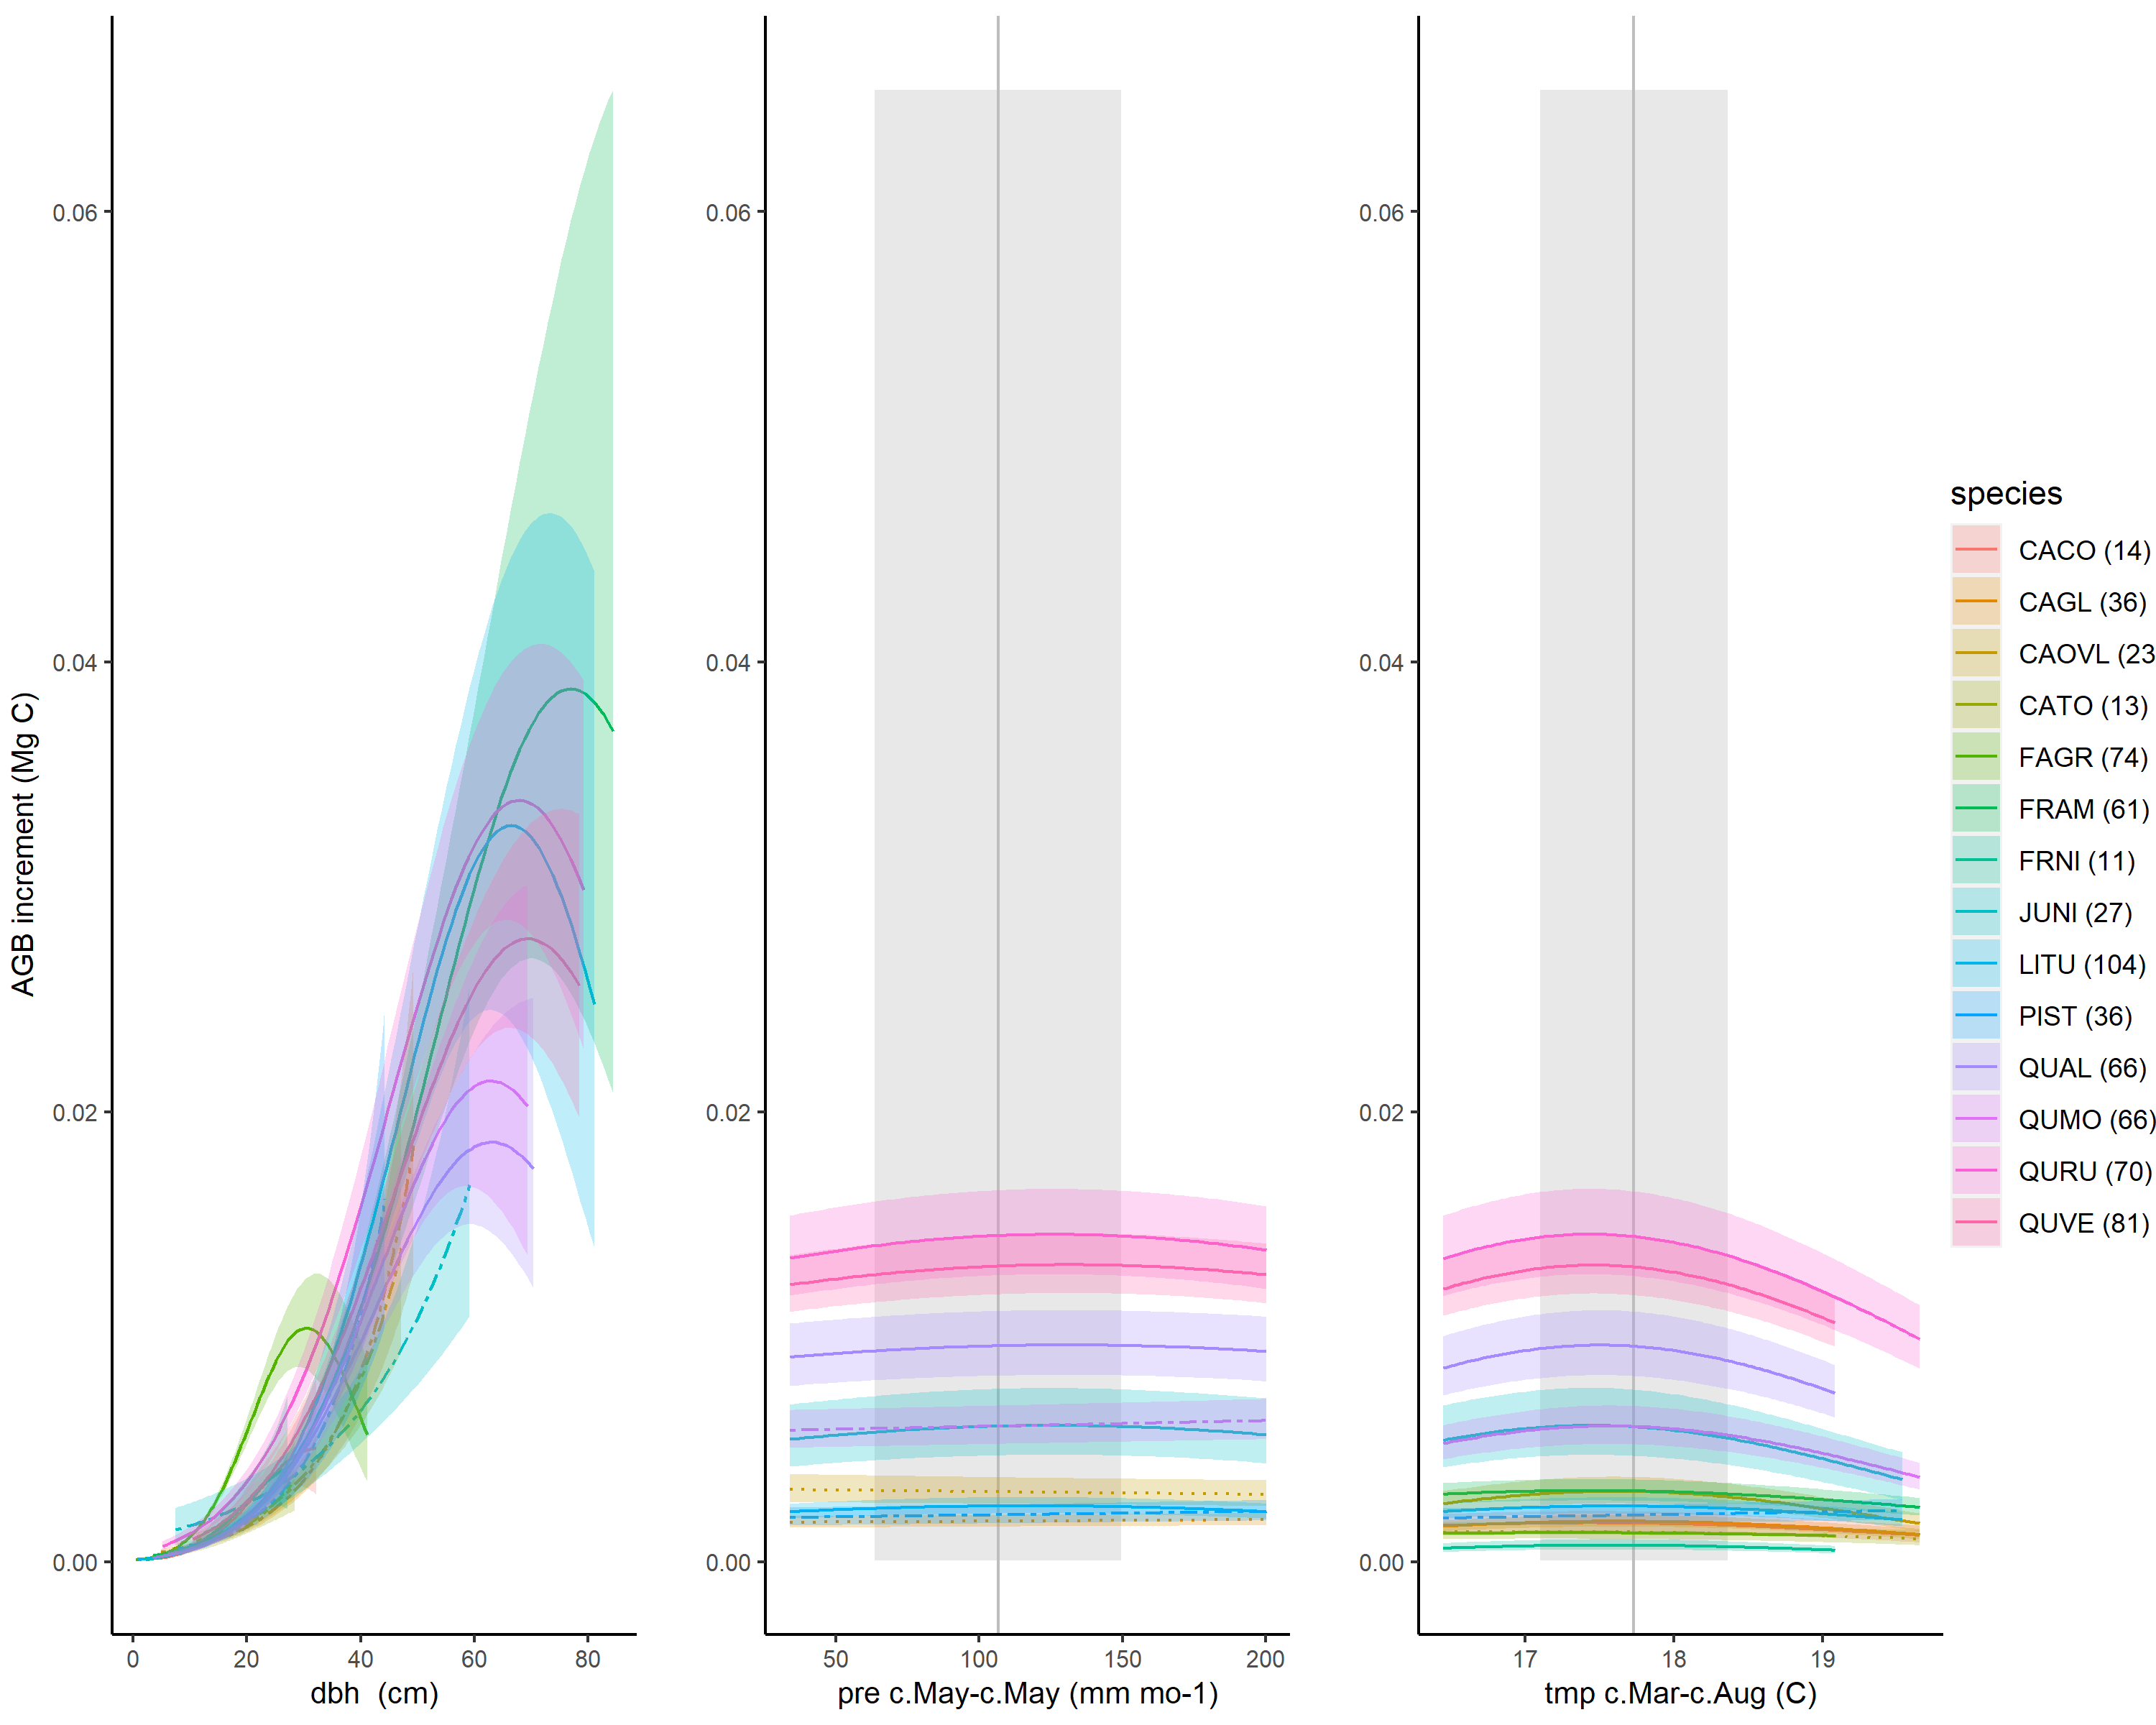 AGB increment (Mg C)
0.06
0.04
0.02
0.00
0 20 40 60 80
dbh (cm)
0.06
0.04
0.02
0.00
50 100 150 200
pre c.May-c.May (mm mo-1)
0.06
0.04
0.02
0.00
17 18 19
tmp c.Mar-c.Aug (C)
species
CACO (14)
CAGL (36)
CAOVL (23
CATO (13)
FAGR (74)
FRAM (61)
FRNI (11)
JUNI (27)
LITU (104)
PIST (36)
QUAL (66)
QUMO (66)
QURU (70)
QUVE (81)